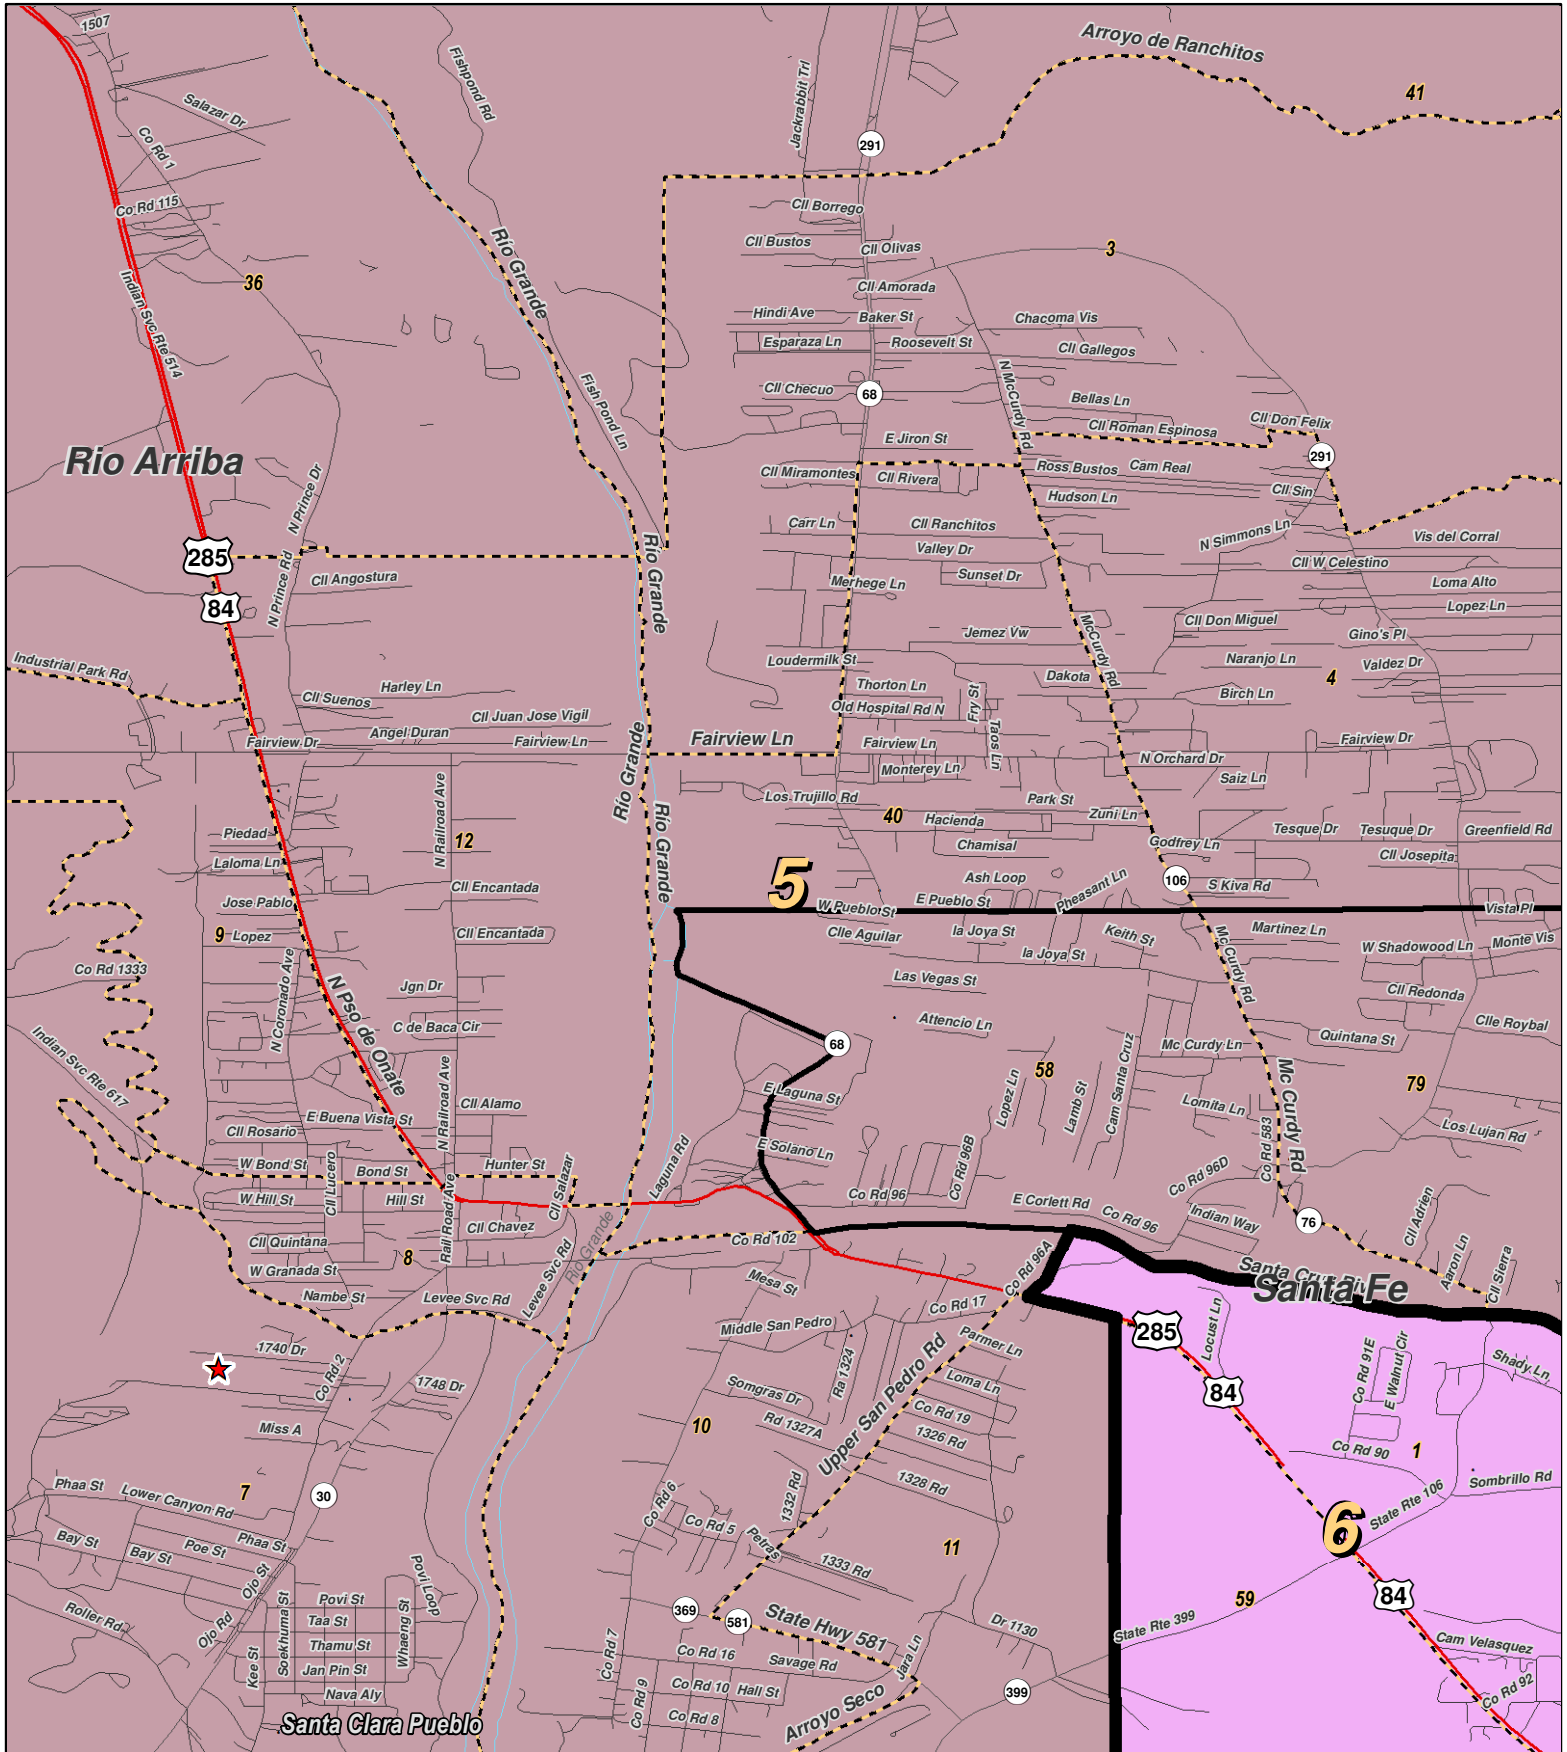 1507
Salazar Dr
Co Rd 1
Co Rd 115
Indian Svc Rte 514
36
Fishpond Rd
Rio Grande
Fish Pond Ln
Jackrabbit Trl
291
Arroyo de Ranchitos
41
Cll Borrego
Cll Bustos
Cll Olivas
3
Cll Amorada
Hindi Ave
Baker St
Chacoma Vis
Esparaza Ln
Roosevelt St
Cll Gallegos
N McCurdy Rd
Cll Checuo
68
Bellas Ln
Cll Roman Espinosa
Cll Don Felix
E Jiron St
291
Rio Arriba
N Prince Dr
Cll Miramontes
Cll Rivera
Ross Bustos
Cam Real
Hudson Ln
Cll Sin
Carr Ln
Cll Ranchitos
N Simmons Ln
Vis del Corral
285
Valley Dr
Cll W Celestino
84
N Prince Rd
Cll Angostura
Rio Grande
Merhege Ln
Sunset Dr
Loma Alto
Lopez Ln
Cll Don Miguel
Jemez Vw
McCurdy Rd
Gino's Pl
Industrial Park Rd
Loudermilk St
Naranjo Ln
Valdez Dr
4
Harley Ln
Cll Suenos
Thorton Ln
Fry St
Dakota
Birch Ln
Old Hospital Rd N
Cll Juan Jose Vigil
Angel Duran
Fairview Dr
Fairview Ln
Rio Grande
Fairview Ln
Fairview Ln
Taos Ln
Fairview Dr
N Orchard Dr
Monterey Ln
Saiz Ln
N Railroad Ave
Los Trujillo Rd
Park St
Rio Grande
40
Hacienda
Zuni Ln
Piedad
12
Tesque Dr
Tesuque Dr
Greenfield Rd
Chamisal
Godfrey Ln
Laloma Ln
Cll Josepita
5
Ash Loop
Pheasant Ln
106
S Kiva Rd
Cll Encantada
Jose Pablo
W Pueblo St
E Pueblo St
Vista Pl
9
Lopez
Cll Encantada
Clle Aguilar
la Joya St
Keith St
Martinez Ln
W Shadowood Ln
Monte Vis
Co Rd 1333
N Coronado Ave
la Joya St
Mc Curdy Rd
Jgn Dr
Las Vegas St
Cll Redonda
N Pso de Onate
C de Baca Cir
Attencio Ln
Clle Roybal
Indian Svc Rte 617
68
Mc Curdy Ln
Quintana St
58
79
N Railroad Ave
E Laguna St
Lopez Ln
Lamb St
Cam Santa Cruz
Mc Curdy Rd
Cll Alamo
Lomita Ln
E Buena Vista St
Cll Rosario
Co Rd 583
Los Lujan Rd
E Solano Ln
W Bond St
Bond St
Hunter St
Laguna Rd
Co Rd 96B
Co Rd 96D
Cll Lucero
Cll Salazar
W Hill St
Hill St
Co Rd 96
E Corlett Rd
Co Rd 96
Indian Way
76
Cll Adrien
Rail Road Ave
Cll Chavez
Cll Quintana
Co Rd 102
Rio Grande
8
W Granada St
Levee Svc Rd
Mesa St
Co Rd 96A
Aaron Ln
Cll Sierra
Santa Fe
Nambe St
Levee Svc Rd
Co Rd 17
Middle San Pedro
285
Locust Ln
1740 Dr
Parmer Ln
Co Rd 2
Ra 1324
Upper San Pedro Rd
Co Rd 91E
E Walnut Cir
Shady Ln
1748 Dr
Loma Ln
84
Somgras Dr
Co Rd 19
Miss A
10
Rd 1327A
1326 Rd
Co Rd 90
1
Phaa St
Lower Canyon Rd
7
30
1328 Rd
1332 Rd
State Rte 106
Sombrillo Rd
Co Rd 6
Co Rd 5
6
Bay St
Bay St
Poe St
Phaa St
Petras
11
1333 Rd
Ojo St
Povi Loop
84
59
Roller Rd
Povi St
369
581
State Hwy 581
Dr 1130
State Rte 399
Ojo Rd
Taa St
Thamu St
Whaeng St
Cam Velasquez
Kee St
Soekhuma St
Jan Pin St
Co Rd 7
Co Rd 16
Savage Rd
Jara Ln
Nava Aly
Co Rd 9
Co Rd 10
Hall St
399
Co Rd 92
Santa Clara Pueblo
Co Rd 8
Arroyo Seco